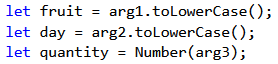 let fruit = arg1.toLowerCase();
let day = arg2.toLowerCase();
let quantity = Number(arg3);